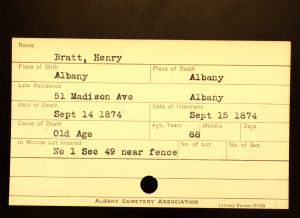 Name
Bratt, Henry
Place of Birth Place of Death
Albany Albany
Late Residence
51 Madison Ave Albany
Date of Death Date of Interment
Sept 14 1874 Sept 15 1874
Cause of Death Age, Years Months Days
Old Age 88
In Whose Lot Interred No. of Lot No. of Sec.
No 1 Sec 49 near fence
ALBANY CEMETERY ASSOCIATION
Library Bureau